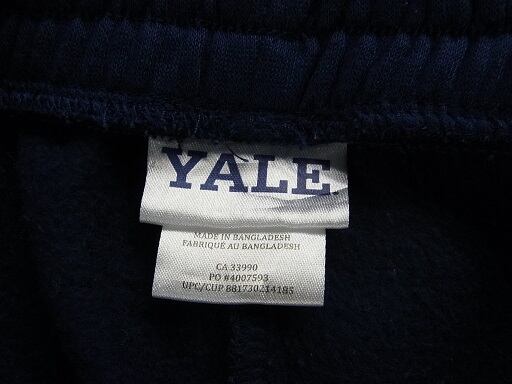 YALE
MADE IN BANGLADESH
FABRIQUÉ AU BANGLADESH
CA 33990
PO #4007593
UPC/CUP 881730214185